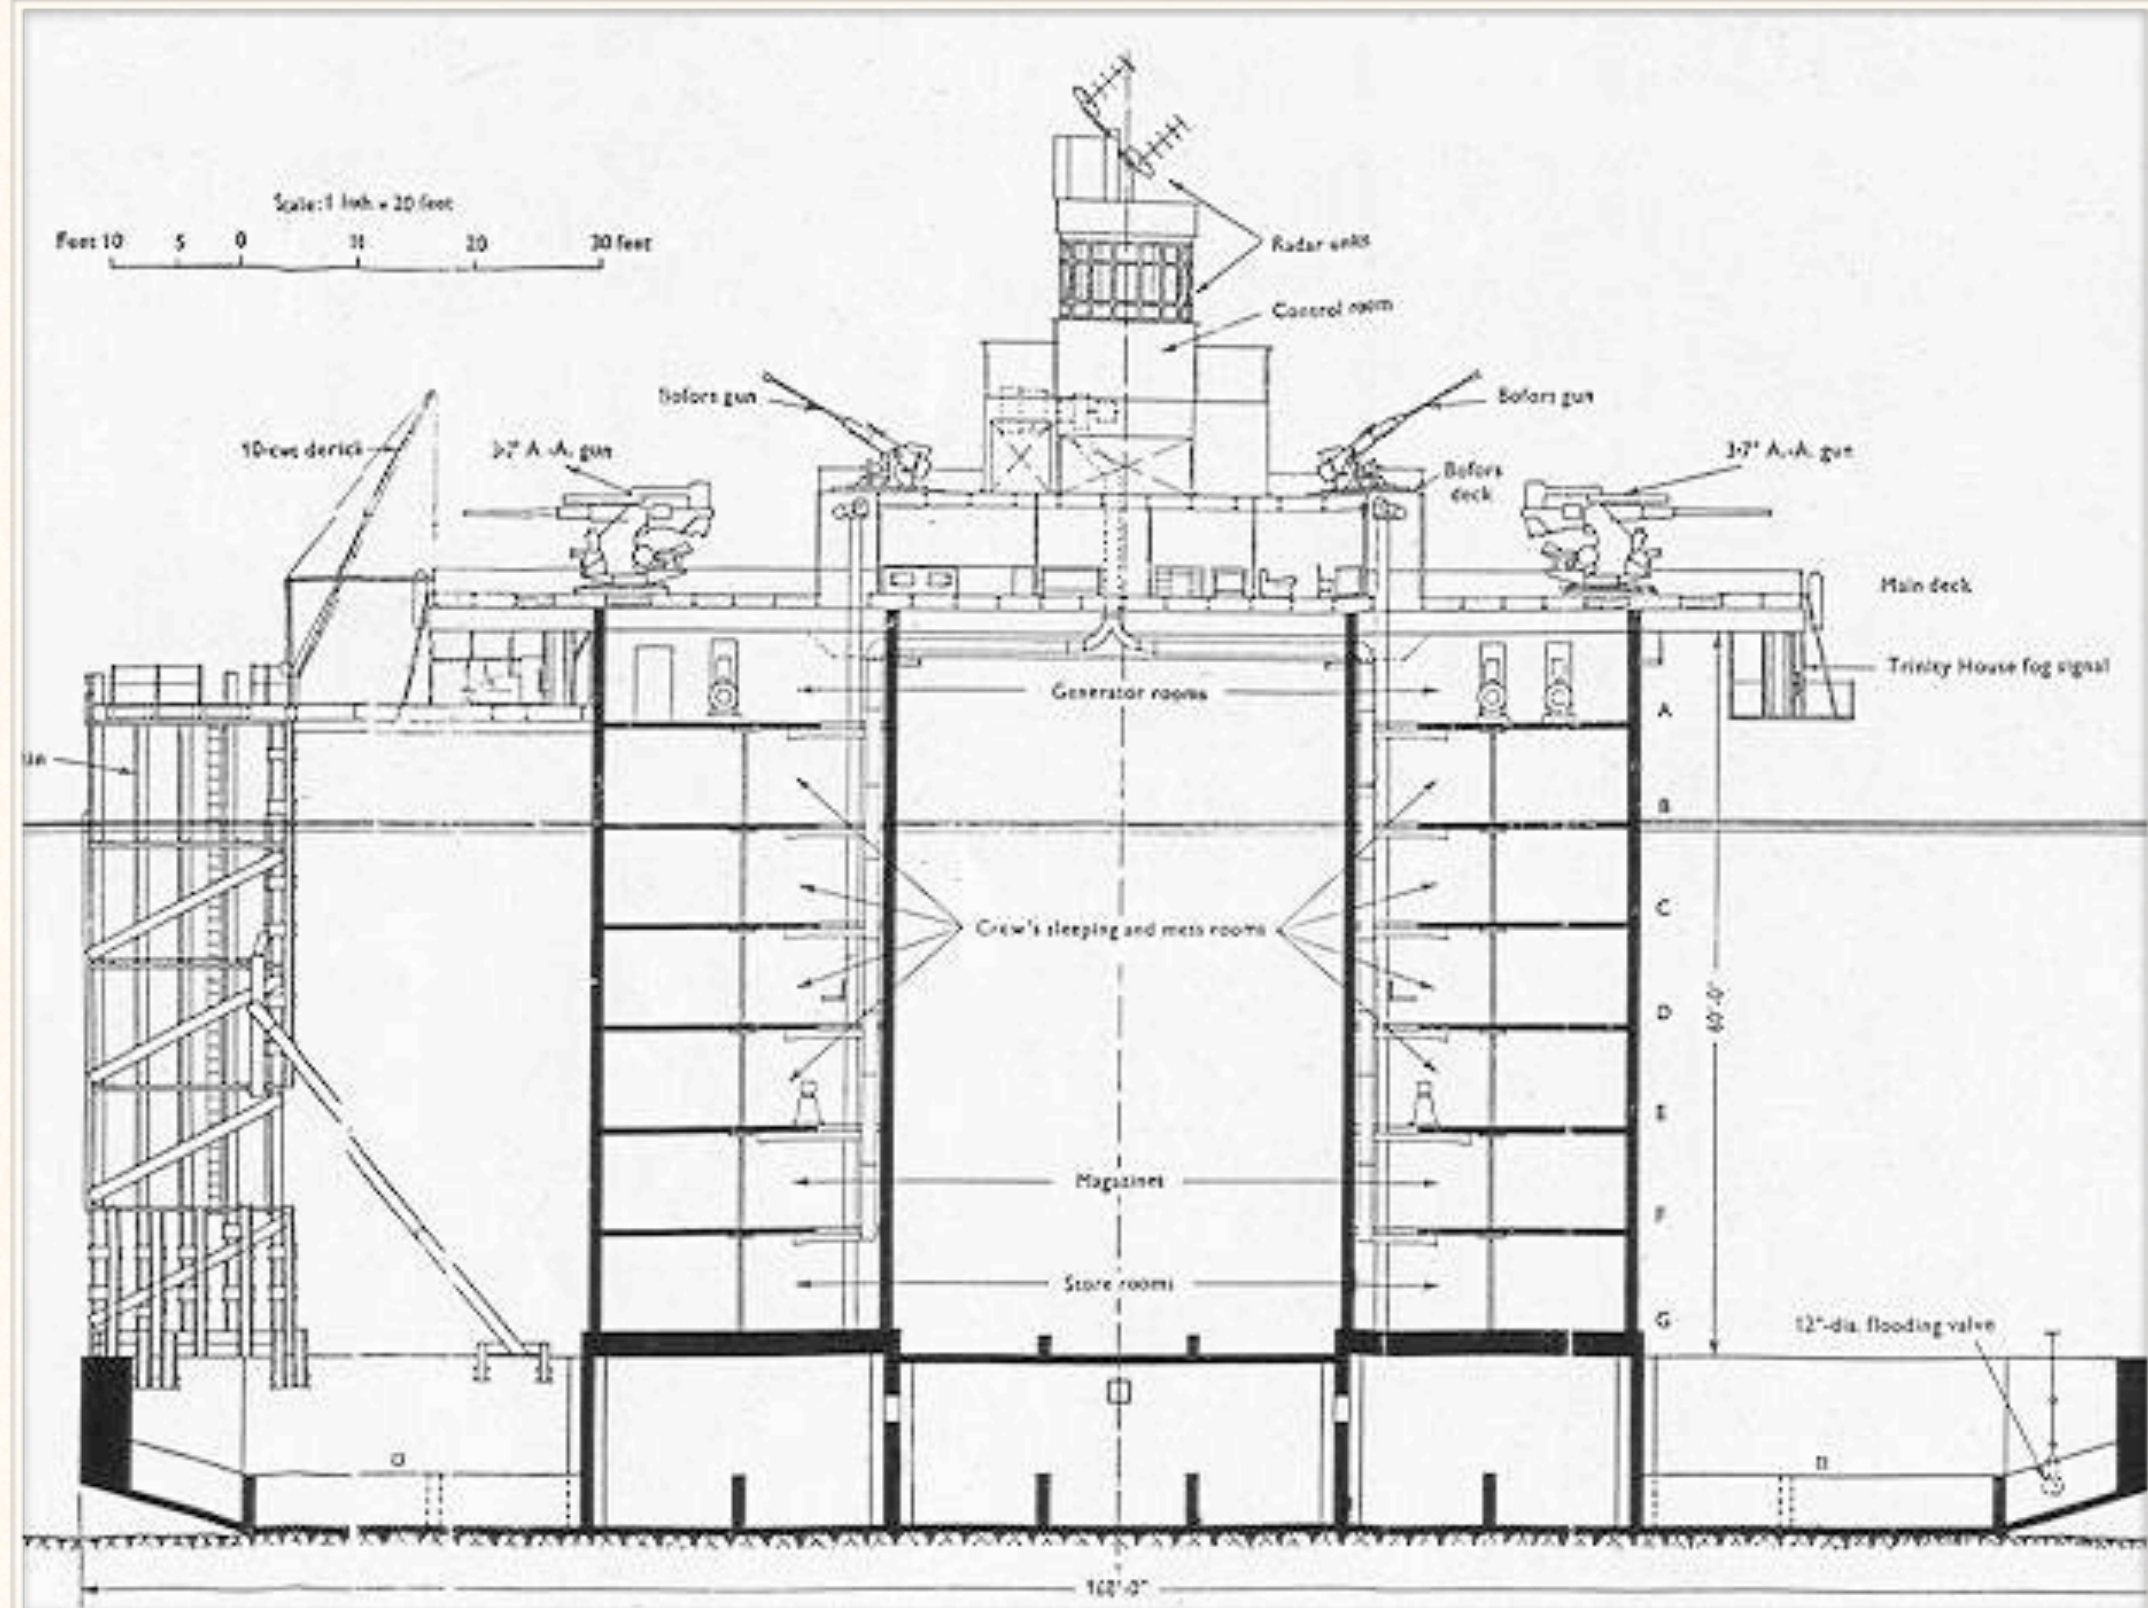 Scale: 1 Inch = 20 feet
Feet 10 5 0 10 20 30 feet
Radar units
Control room
Bofors gun
Bofors gun
10-cwt derick
3·7" A.-A. gun
3·7" A.-A. gun
Bofors
deck
Main deck
Trinity House fog signal
Generator rooms
A
B
C
Crew's sleeping and mess rooms
D
60'-0"
E
Magazines
F
Store rooms
G
12"-dia. flooding valve
168'-0"